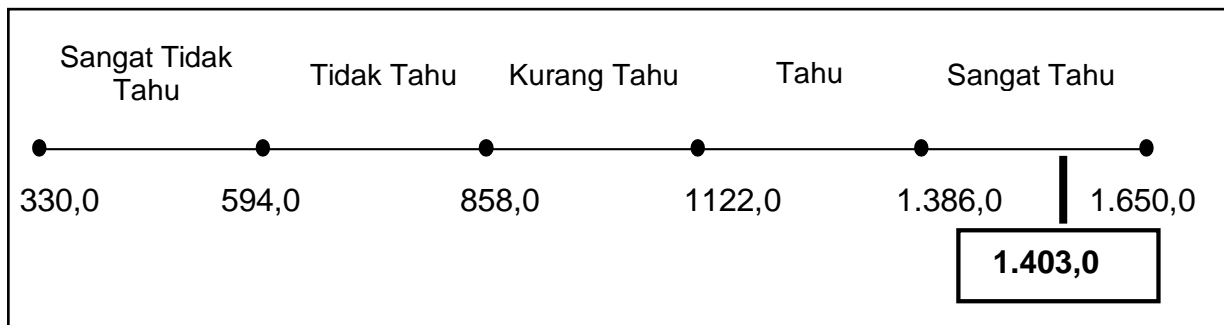 Sangat Tidak
Tahu
Tidak Tahu
Kurang Tahu
Tahu
Sangat Tahu
330,0
594,0
858,0
1122,0
1.386,0
1.650,0
1.403,0